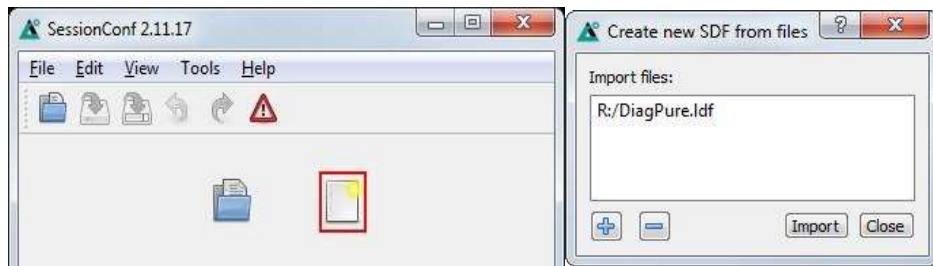 SessionConf 2.11.17
File Edit View Tools Help
Create new SDF from files
Import files:
R:/DiagPure.ldf
Import Close